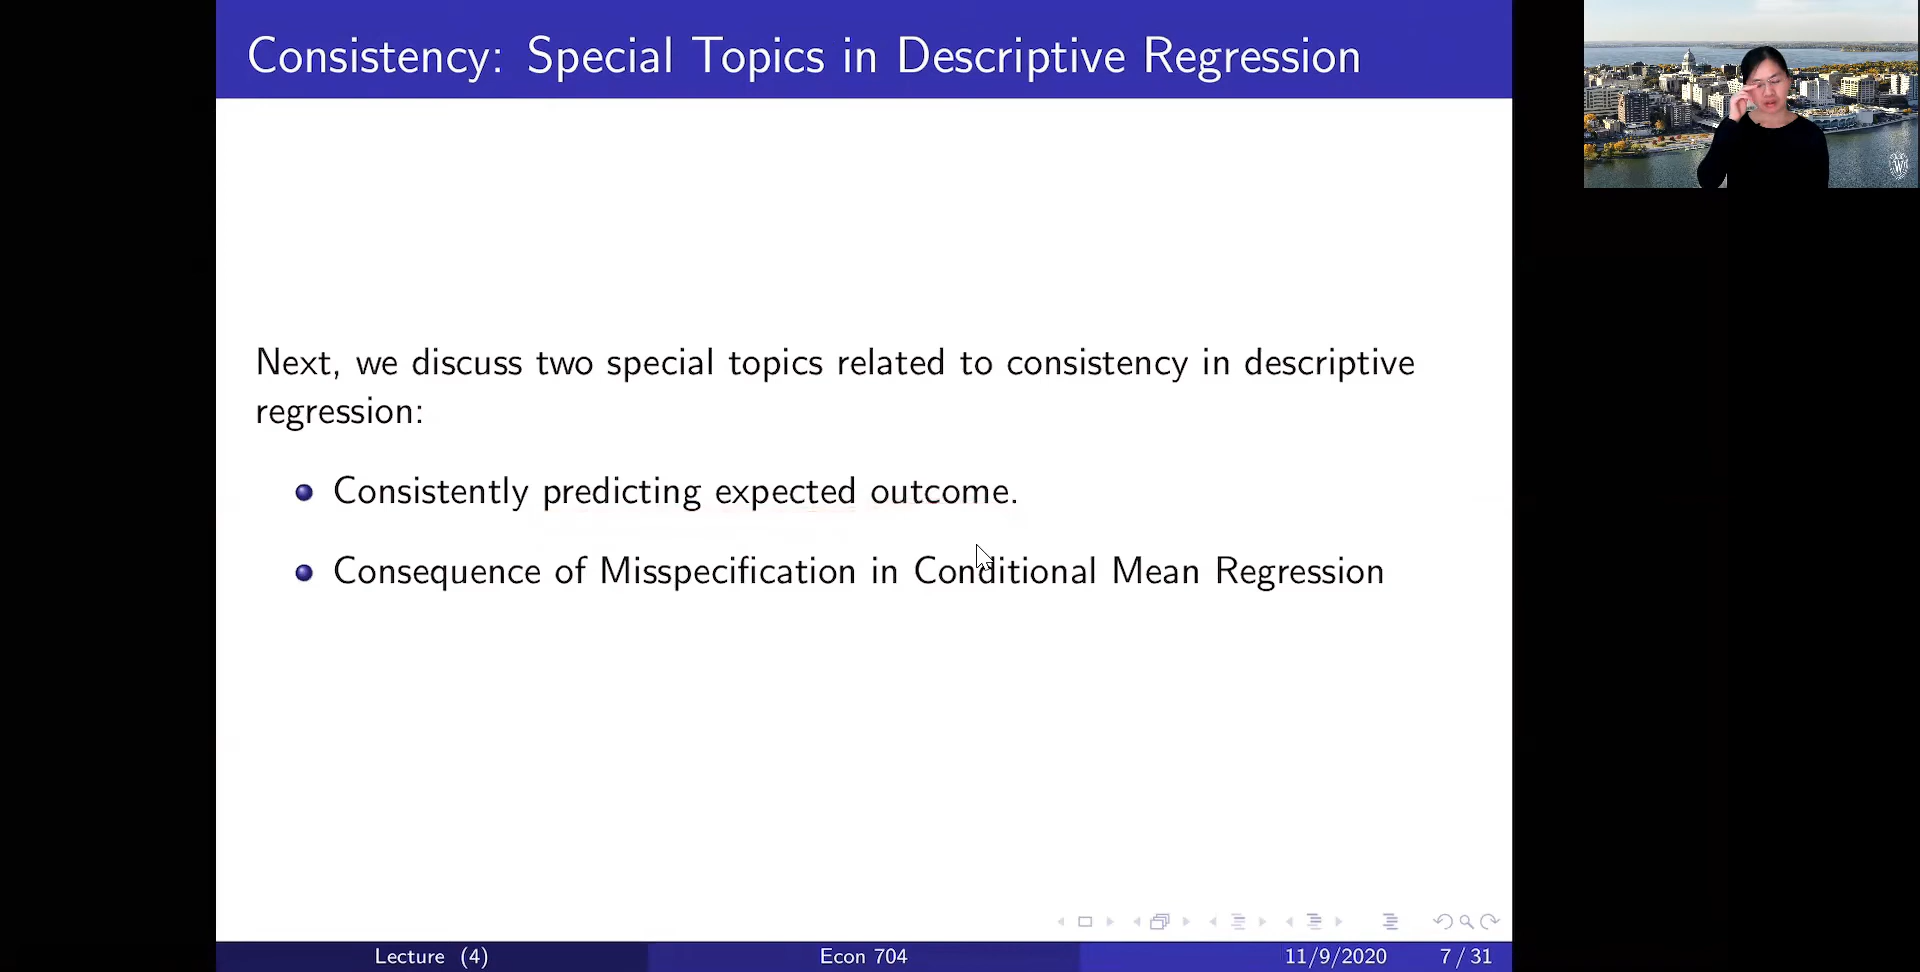 Consistency: Special Topics in Descriptive Regression
Next, we discuss two special topics related to consistency in descriptive
regression:
Consistently predicting expected outcome.
Consequence of Misspecification in Conditional Mean Regression
Lecture (4)
Econ 704
11/9/2020
7 / 31
W